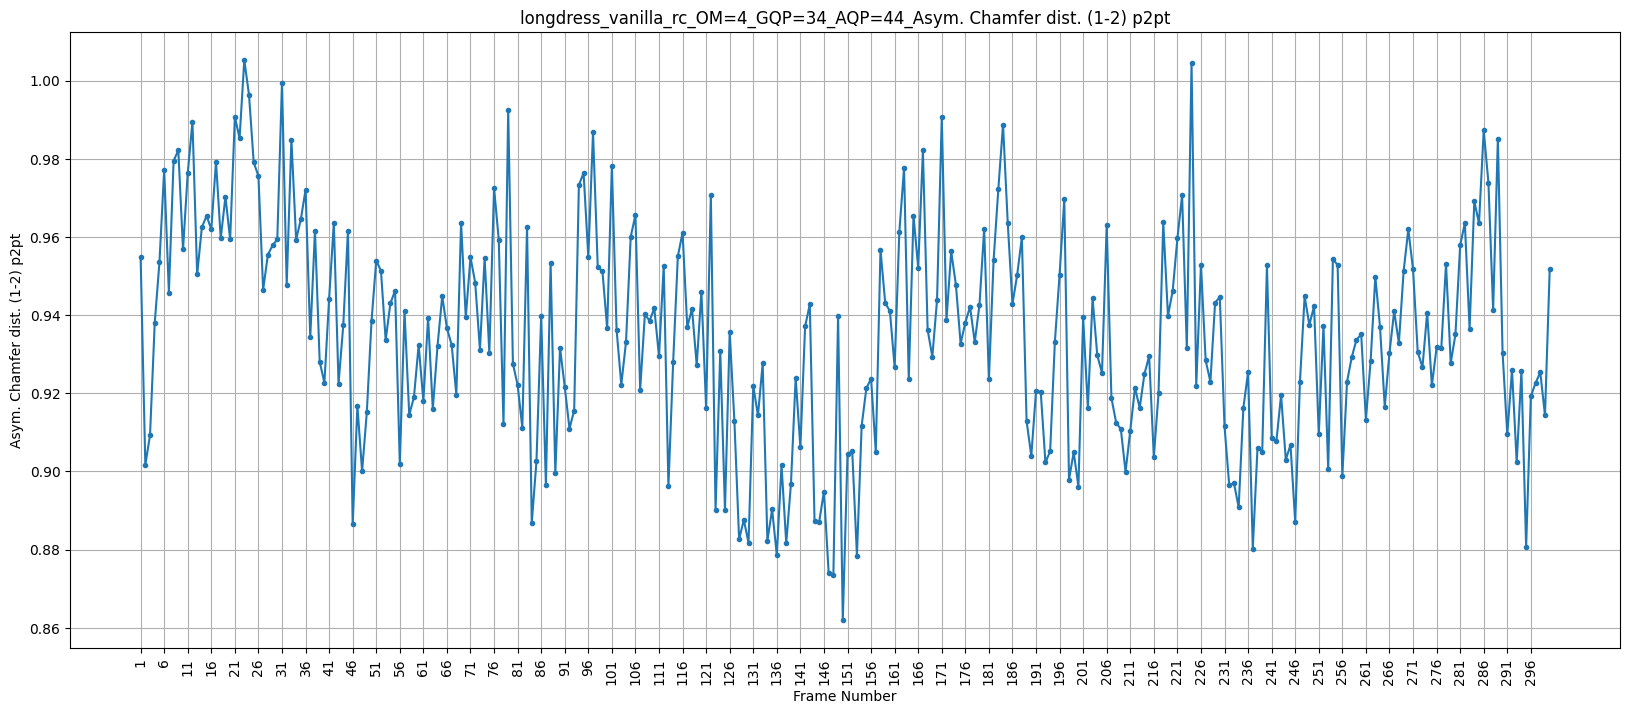 longdress_vanilla_rc_OM=4_GQP=34_AQP=44_Asym. Chamfer dist. (1-2) p2pt
Asym. Chamfer dist. (1-2) p2pt
1.00
0.98
0.96
0.94
0.92
0.90
0.88
0.86
1 6 11 16 21 26 31 36 41 46 51 56 61 66 71 76 81 86 91 96 101 106 111 116 121 126 131 136 141 146 151 156 161 166 171 176 181 186 191 196 201 206 211 216 221 226 231 236 241 246 251 256 261 266 271 276 281 286 291 296
Frame Number